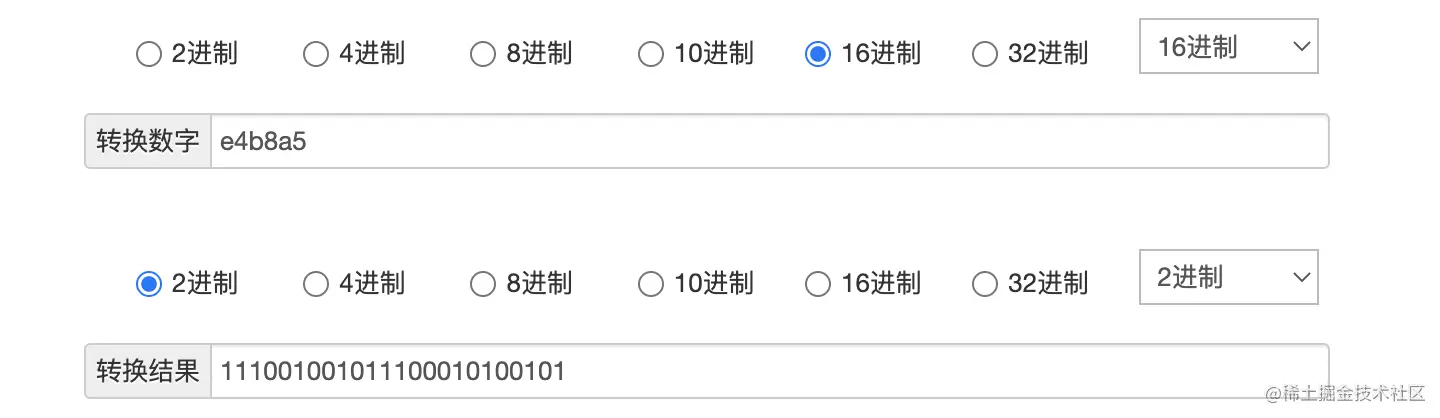 2进制 4进制 8进制 10进制 16进制 32进制 16进制
转换数字 e4b8a5
2进制 4进制 8进制 10进制 16进制 32进制 2进制
转换结果 111001001011100010100101
@稀土掘金技术社区